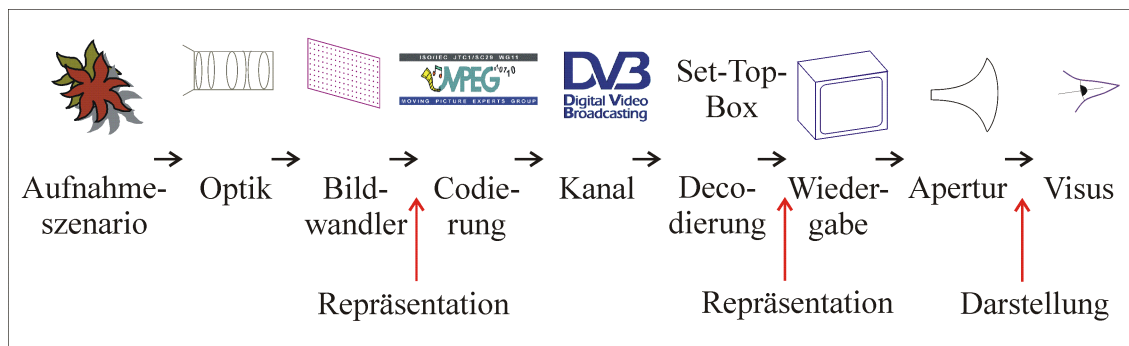 ISO/IEC JTC1/SC29 WG11
MPEG
MOVING PICTURE EXPERTS GROUP
DVB
Digital Video
Broadcasting
Set-Top-
Box
Aufnahme-
szenario
Optik
Bild-
wandler
Codie-
rung
Kanal
Deco-
dierung
Wieder-
gabe
Apertur
Visus
Repräsentation
Repräsentation
Darstellung